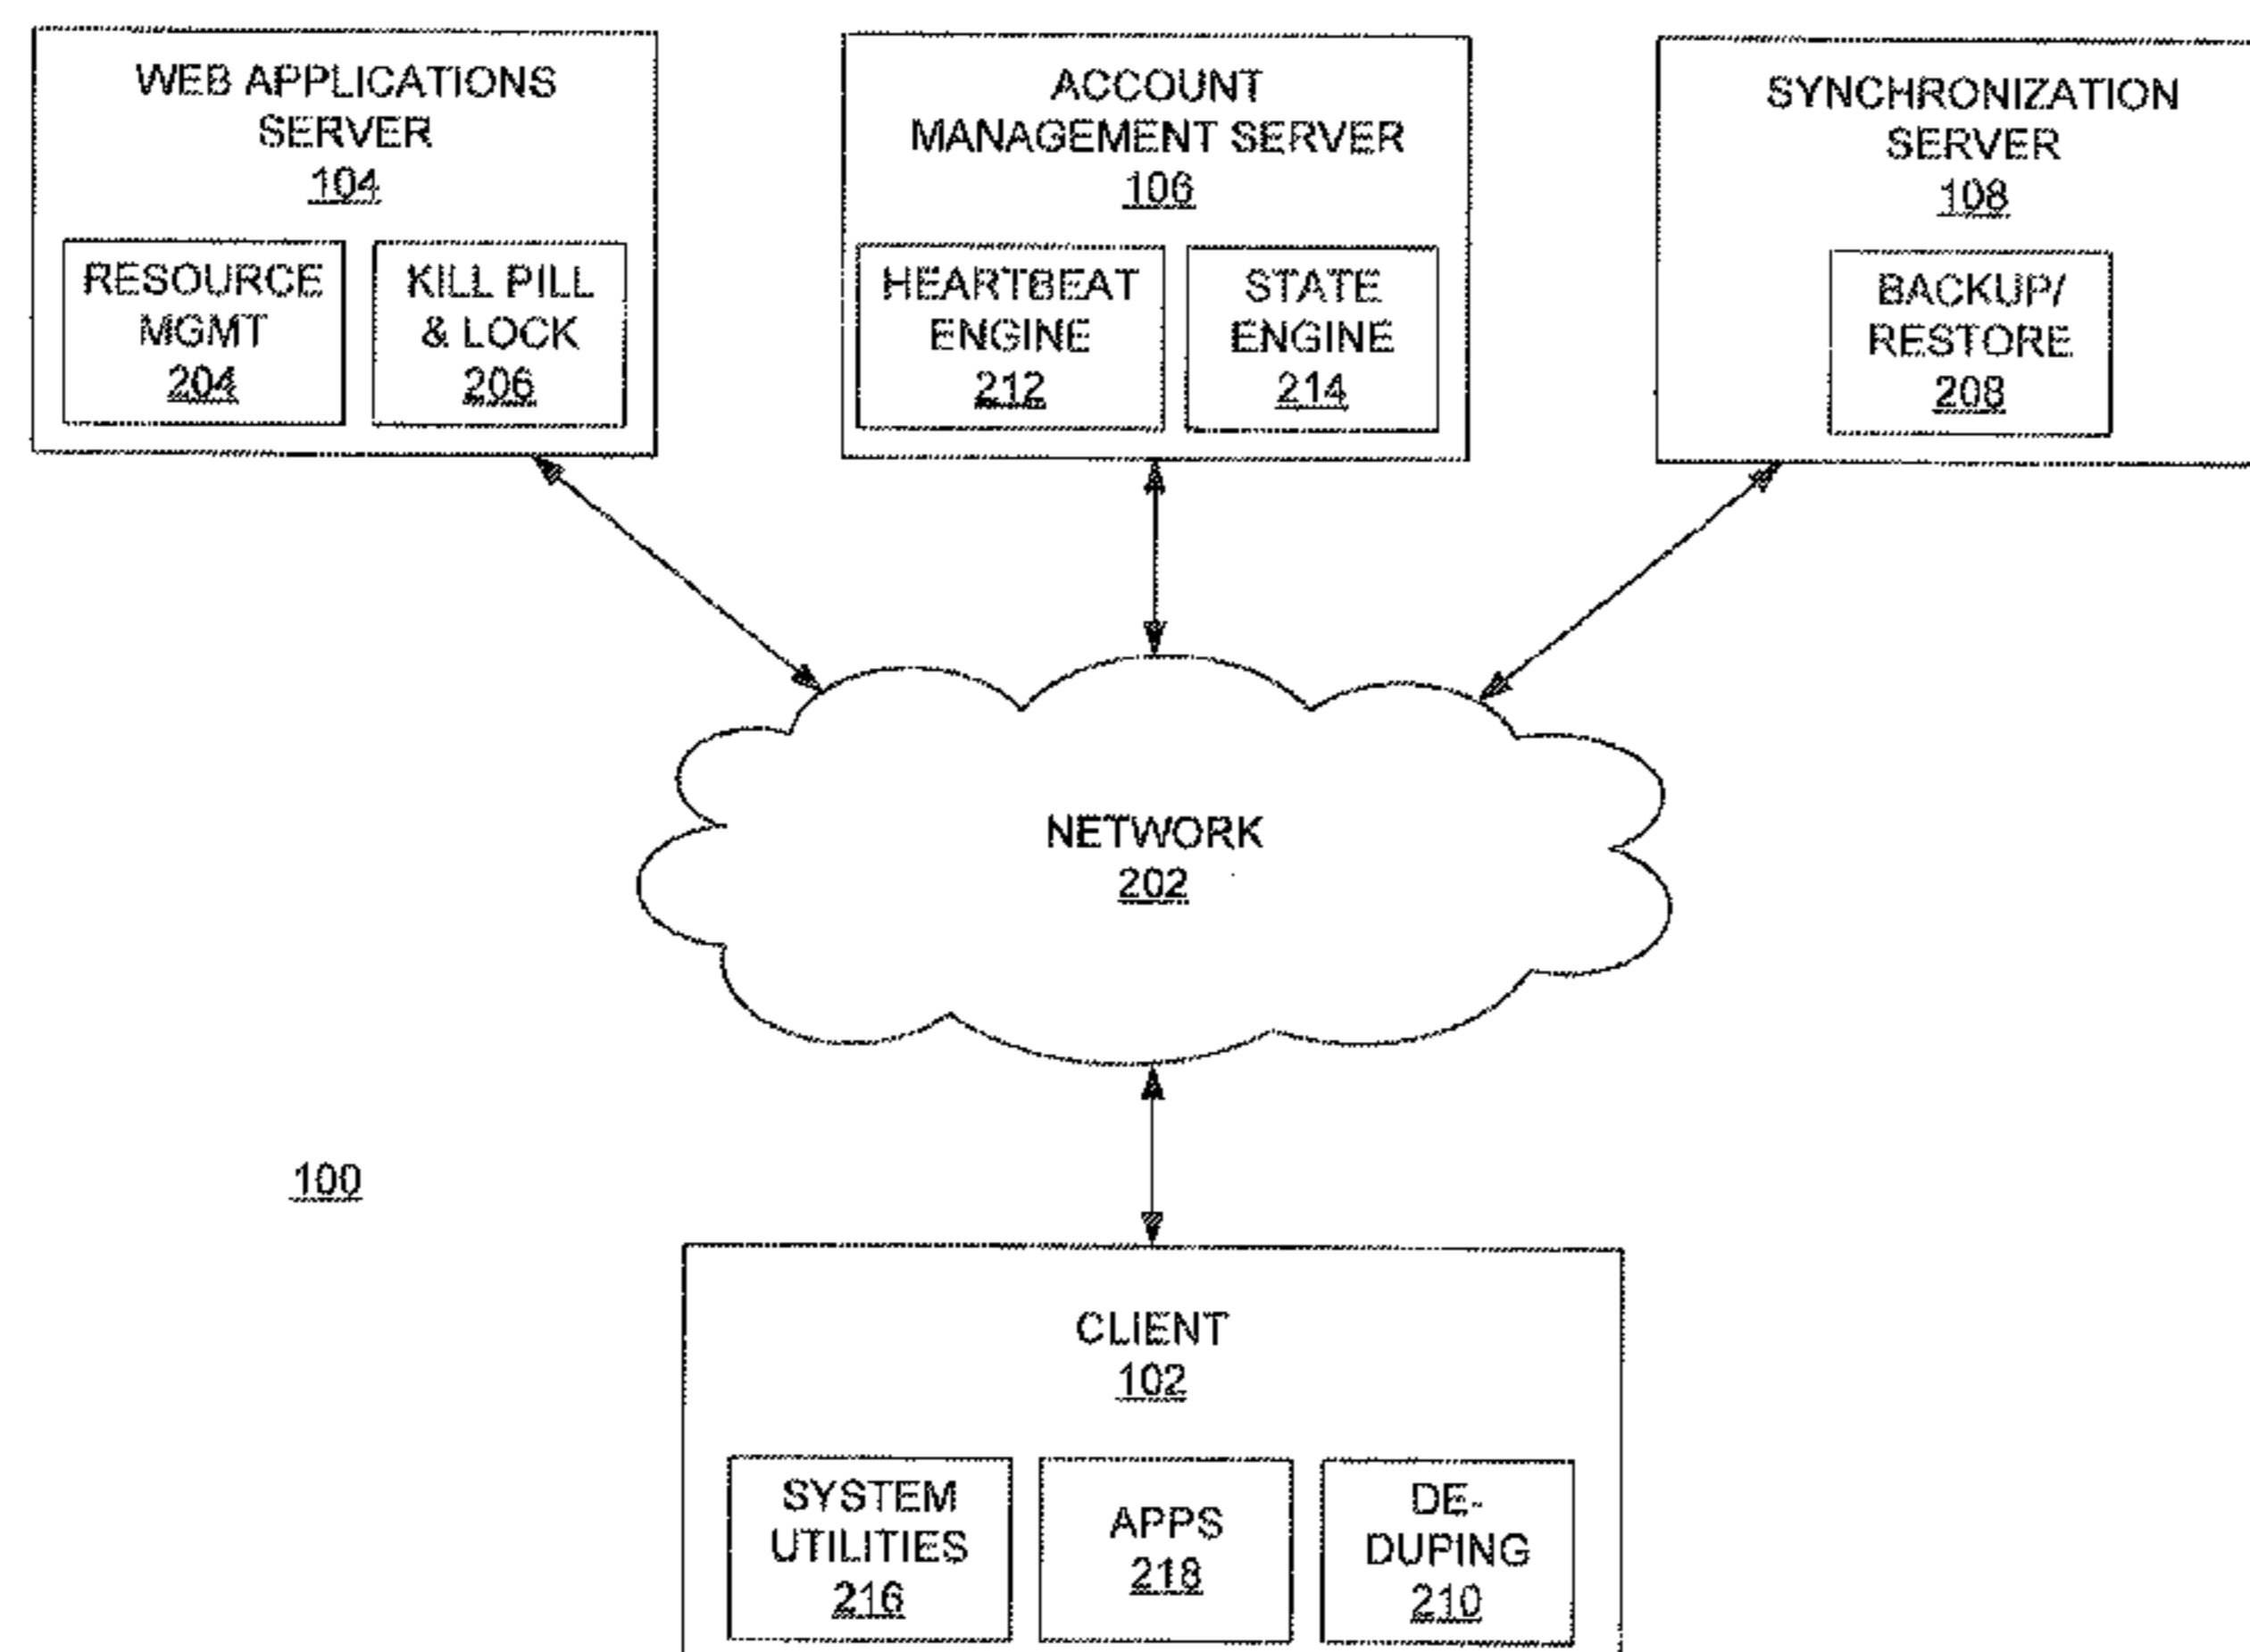 WEB APPLICATIONS
SERVER
104
RESOURCE
MGMT
204
KILL PILL
& LOCK
206
ACCOUNT
MANAGEMENT SERVER
106
HEARTBEAT
ENGINE
212
STATE
ENGINE
214
SYNCHRONIZATION
SERVER
108
BACKUP/
RESTORE
208
NETWORK
202
100
CLIENT
102
SYSTEM
UTILITIES
216
APPS
218
DE-
DUPING
210